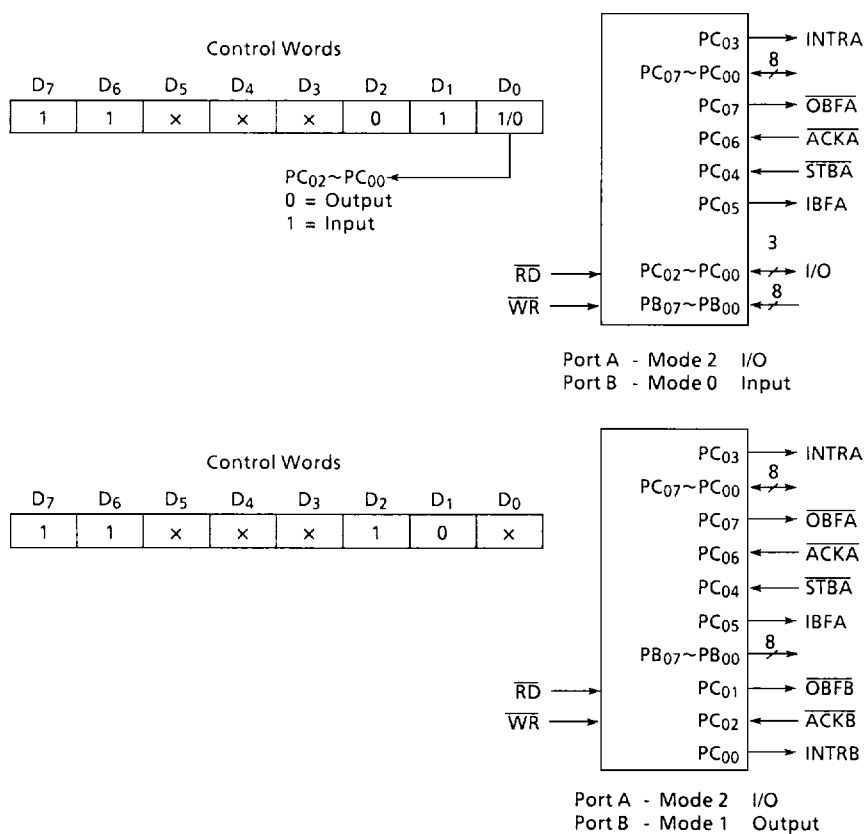 Control Words
D7 D6 D5 D4 D3 D2 D1 D0
1 1 × × × 0 1 1/0
PC02~PC00
0 = Output
1 = Input
PC03 INTRA
PC07~PC00 8
PC07 OBFA
PC06 ACKA
PC04 STBA
PC05 IBFA
RD PC02~PC00 3 I/O
WR PB07~PB00 8
Port A - Mode 2 I/O
Port B - Mode 0 Input
Control Words
D7 D6 D5 D4 D3 D2 D1 D0
1 1 × × × 1 0 ×
PC03 INTRA
PC07~PC00 8
PC07 OBFA
PC06 ACKA
PC04 STBA
PC05 IBFA
PB07~PB00 8
RD PC01 OBFB
WR PC02 ACKB
PC00 INTRB
Port A - Mode 2 I/O
Port B - Mode 1 Output